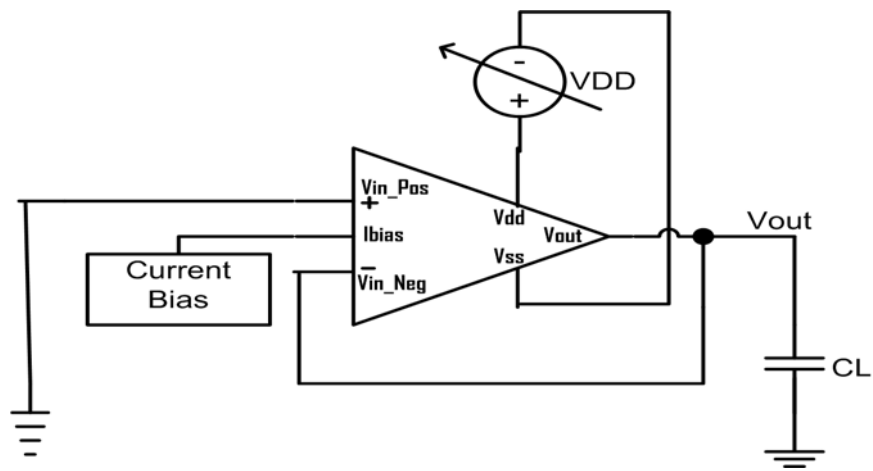 -
VDD
+
Vin_Pos
+
Vdd
Ibias
Vout
Vout
Current
Bias
-
Vss
Vin_Neg
CL